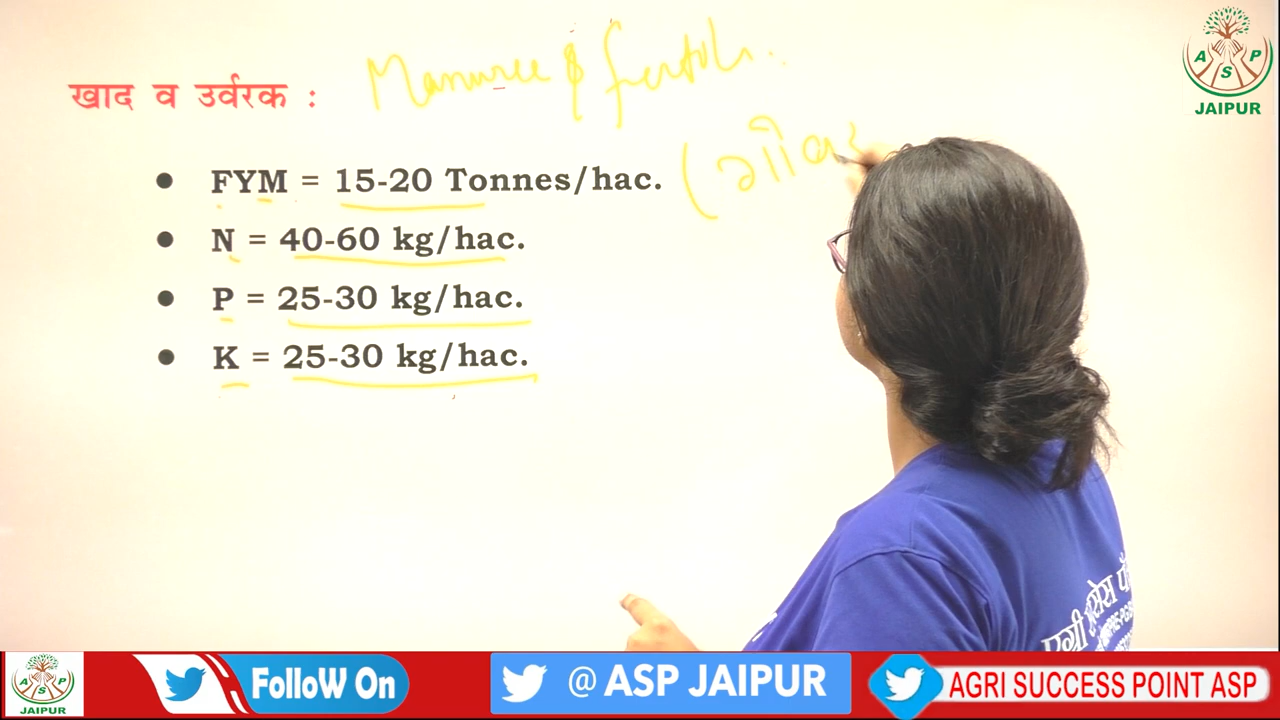 A S P
JAIPUR
खाद व उर्वरक :
Manure &
• FYM = 15-20 Tonnes/hac.
(गोब
• N = 40-60 kg/hac.
• P = 25-30 kg/hac.
• K = 25-30 kg/hac.
एग्री
A S P
JAIPUR
FolloW On
@ ASP JAIPUR
AGRI SUCCESS POINT ASP